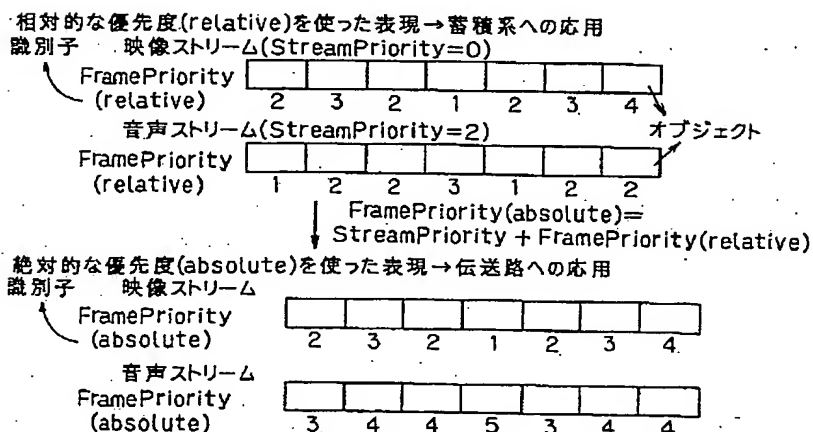 相対的な優先度(relative)を使った表現→蓄積系への応用
識別子 映像ストリーム(StreamPriority=0)
FramePriority
(relative) 2 3 2 1 2 3 4
音声ストリーム(StreamPriority=2) オブジェクト
FramePriority
(relative) 1 2 2 3 1 2 2
FramePriority(absolute)=
StreamPriority + FramePriority(relative)
絶対的な優先度(absolute)を使った表現→伝送路への応用
識別子 映像ストリーム
FramePriority
(absolute) 2 3 2 1 2 3 4
音声ストリーム
FramePriority
(absolute) 3 4 4 5 3 4 4